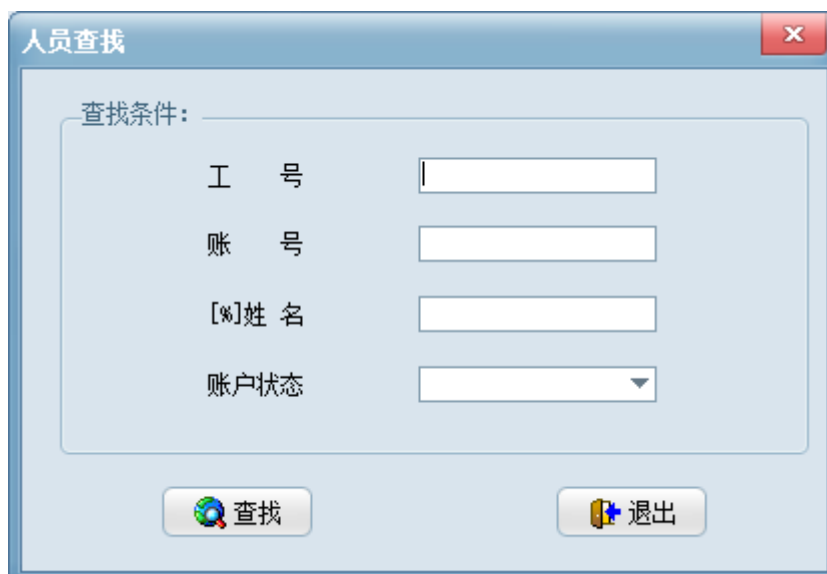 人员查找
查找条件：
工 号
账 号
[%]姓 名
账户状态
查找
退出